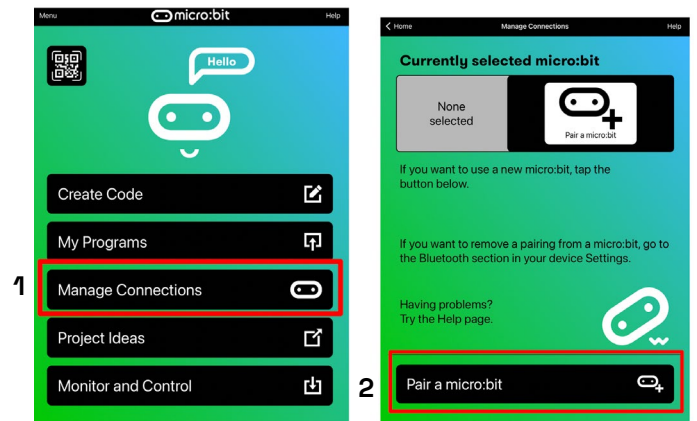 Menu
micro:bit
Help
Hello
Create Code
My Programs
1
Manage Connections
Project Ideas
Monitor and Control
Home
Manage Connections
Help
Currently selected micro:bit
None
selected
Pair a micro:bit
If you want to use a new micro:bit, tap the
button below.
If you want to remove a pairing from a micro:bit, go to
the Bluetooth section in your device Settings.
Having problems?
Try the Help page.
2
Pair a micro:bit